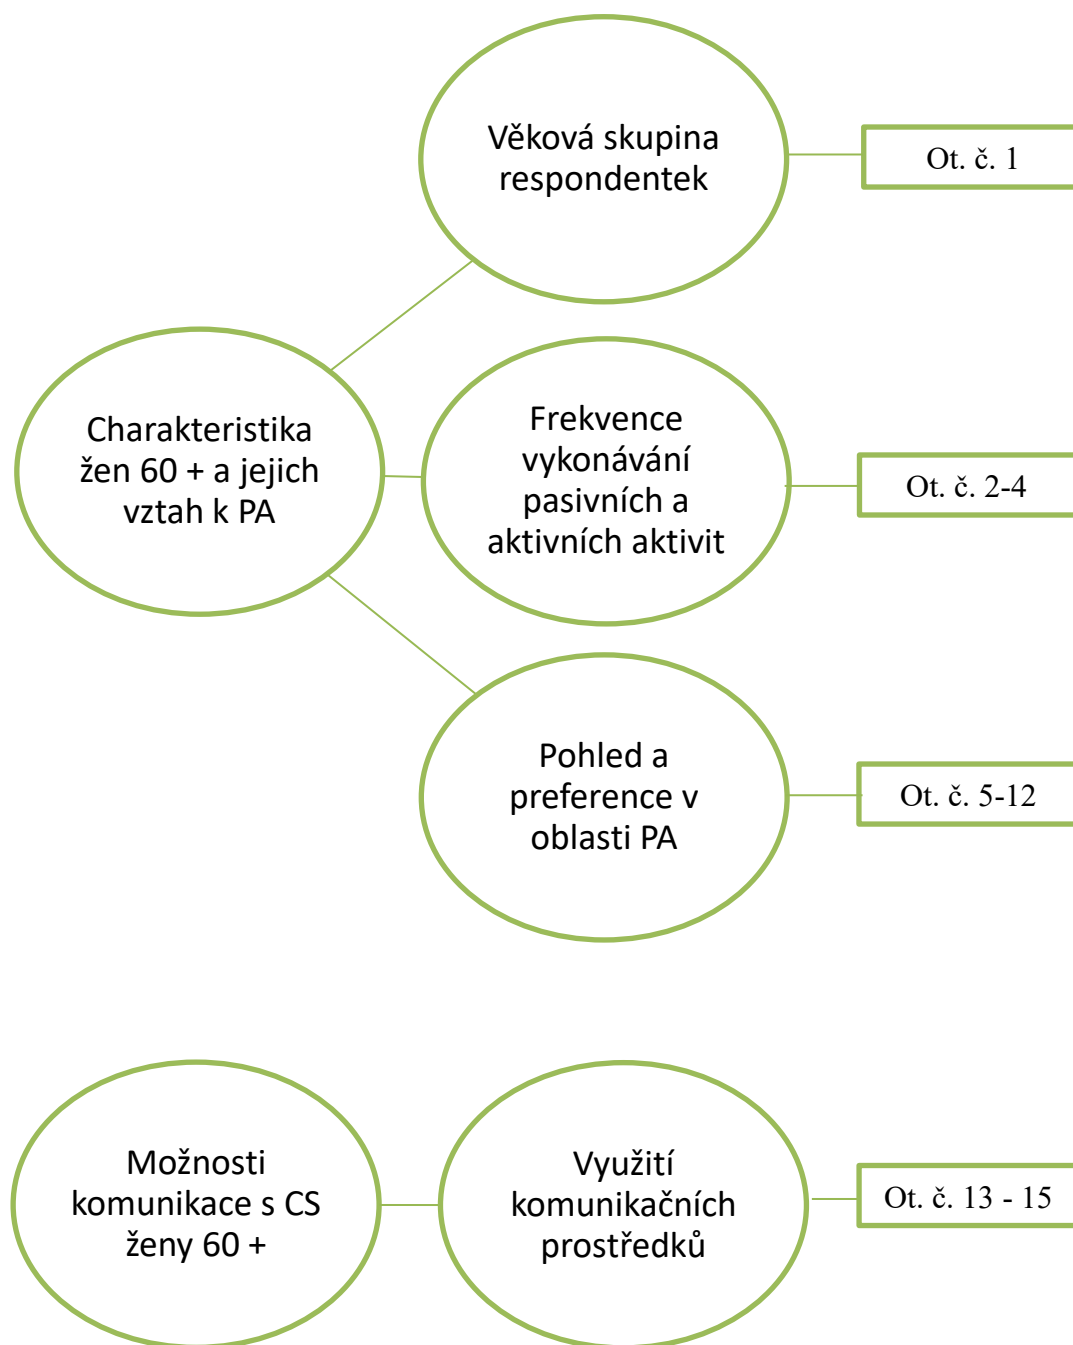 Věková skupina
respondentek
Ot. č. 1
Charakteristika
žen 60 + a jejich
vztah k PA
Frekvence
vykonávání
pasivních a
aktivních aktivit
Ot. č. 2-4
Pohled a
preference v
oblasti PA
Ot. č. 5-12
Možnosti
komunikace s CS
ženy 60 +
Využití
komunikačních
prostředků
Ot. č. 13 - 15